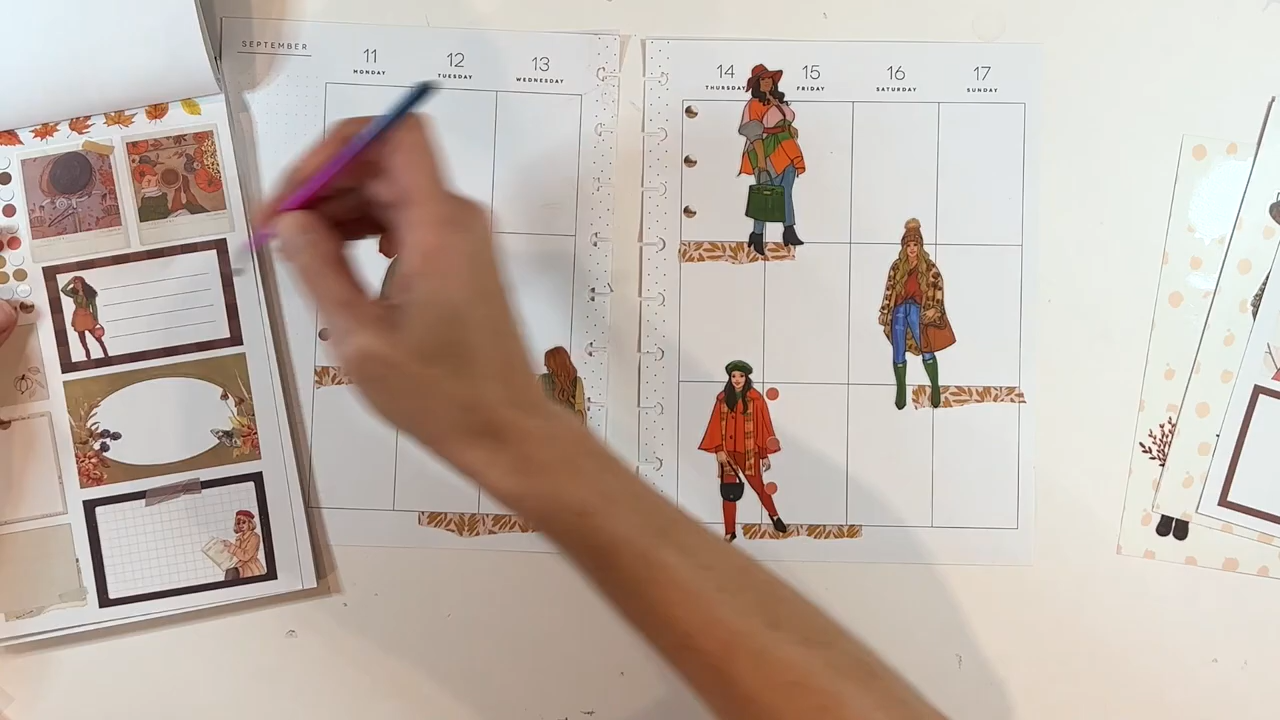 SEPTEMBER
11 12 13
MONDAY TUESDAY WEDNESDAY
14 15 16 17
THURSDAY FRIDAY SATURDAY SUNDAY